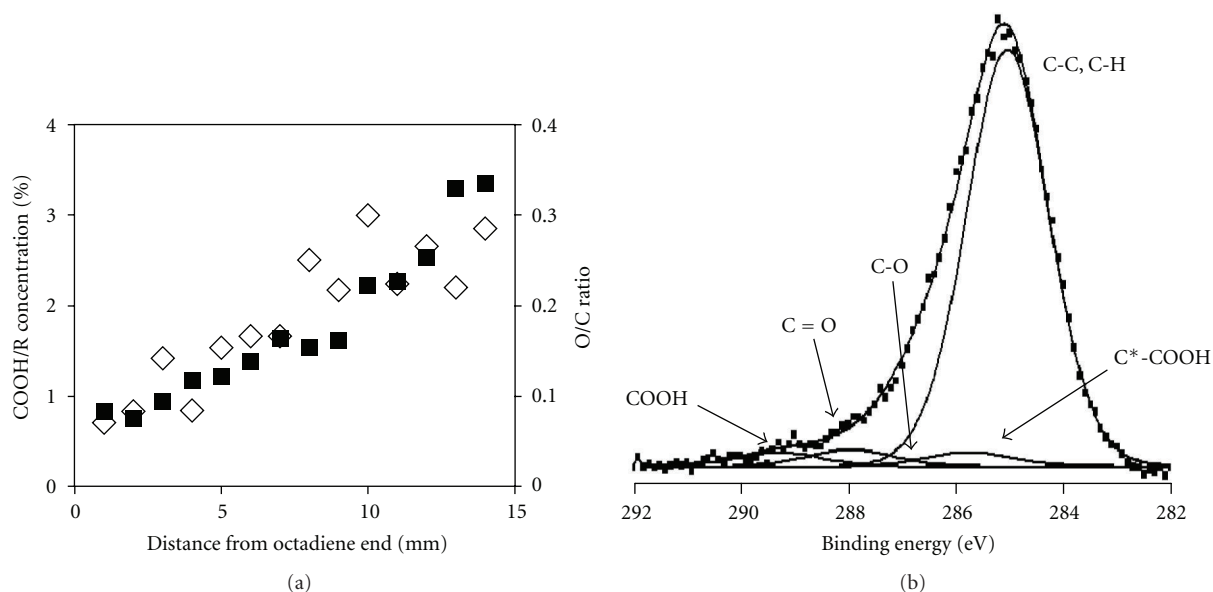 4
3
2
1
0
COOH/R concentration (%)
0.4
0.3
0.2
0.1
0
O/C ratio
0
5
10
15
Distance from octadiene end (mm)
(a)
C-C, C-H
C-O
C = O
COOH
C*-COOH
292
290
288
286
284
282
Binding energy (eV)
(b)